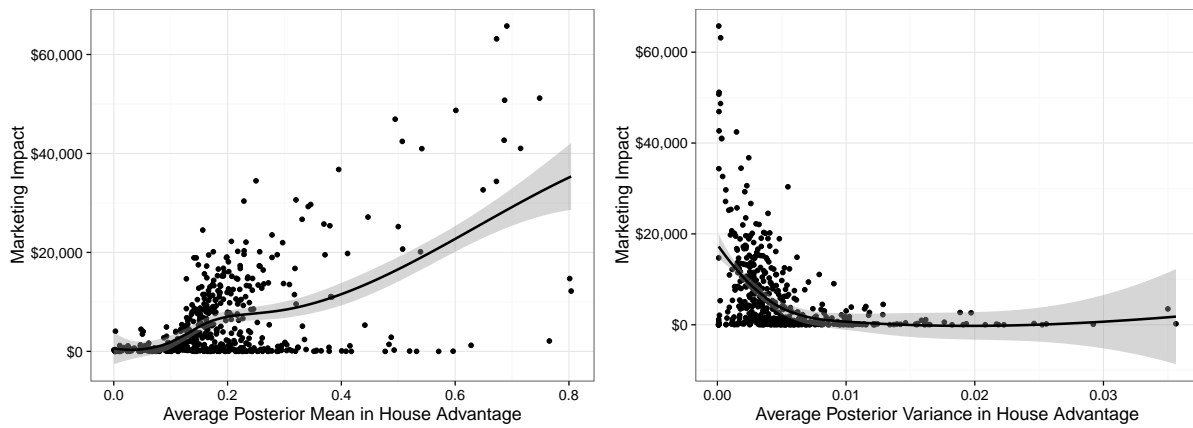 $60,000
$40,000
$20,000
$0
Marketing Impact
0.0 0.2 0.4 0.6 0.8
Average Posterior Mean in House Advantage
$60,000
$40,000
$20,000
$0
Marketing Impact
0.00 0.01 0.02 0.03
Average Posterior Variance in House Advantage